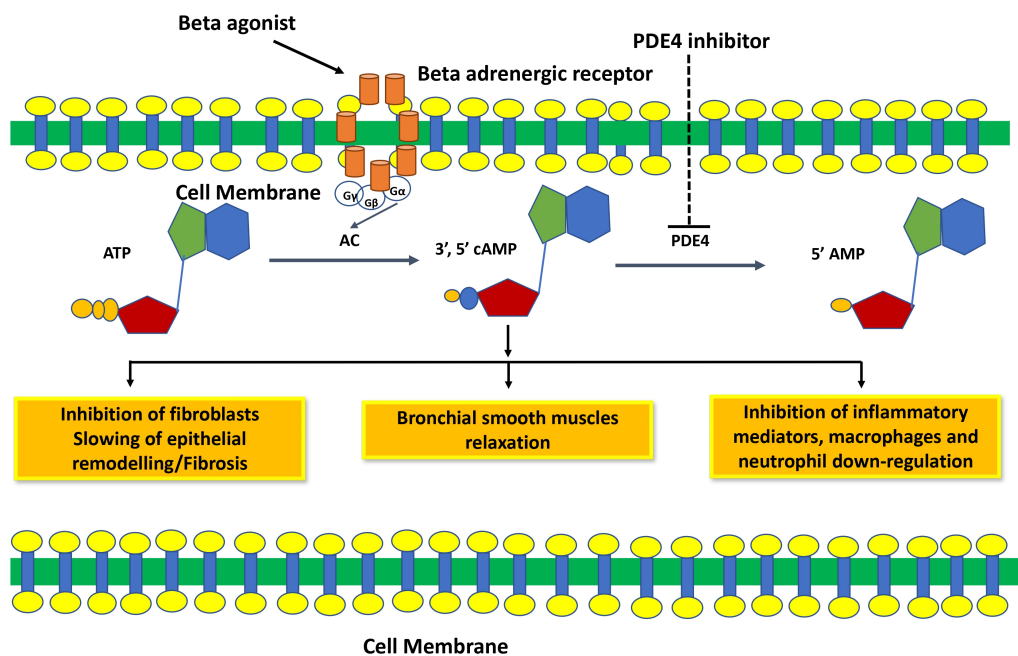 Beta agonist
PDE4 inhibitor
Beta adrenergic receptor
Cell Membrane
Gγ
Gβ
Gα
AC
ATP
3’, 5’ cAMP
PDE4
5’ AMP
Inhibition of fibroblasts
Slowing of epithelial
remodelling/Fibrosis
Bronchial smooth muscles
relaxation
Inhibition of inflammatory
mediators, macrophages and
neutrophil down-regulation
Cell Membrane